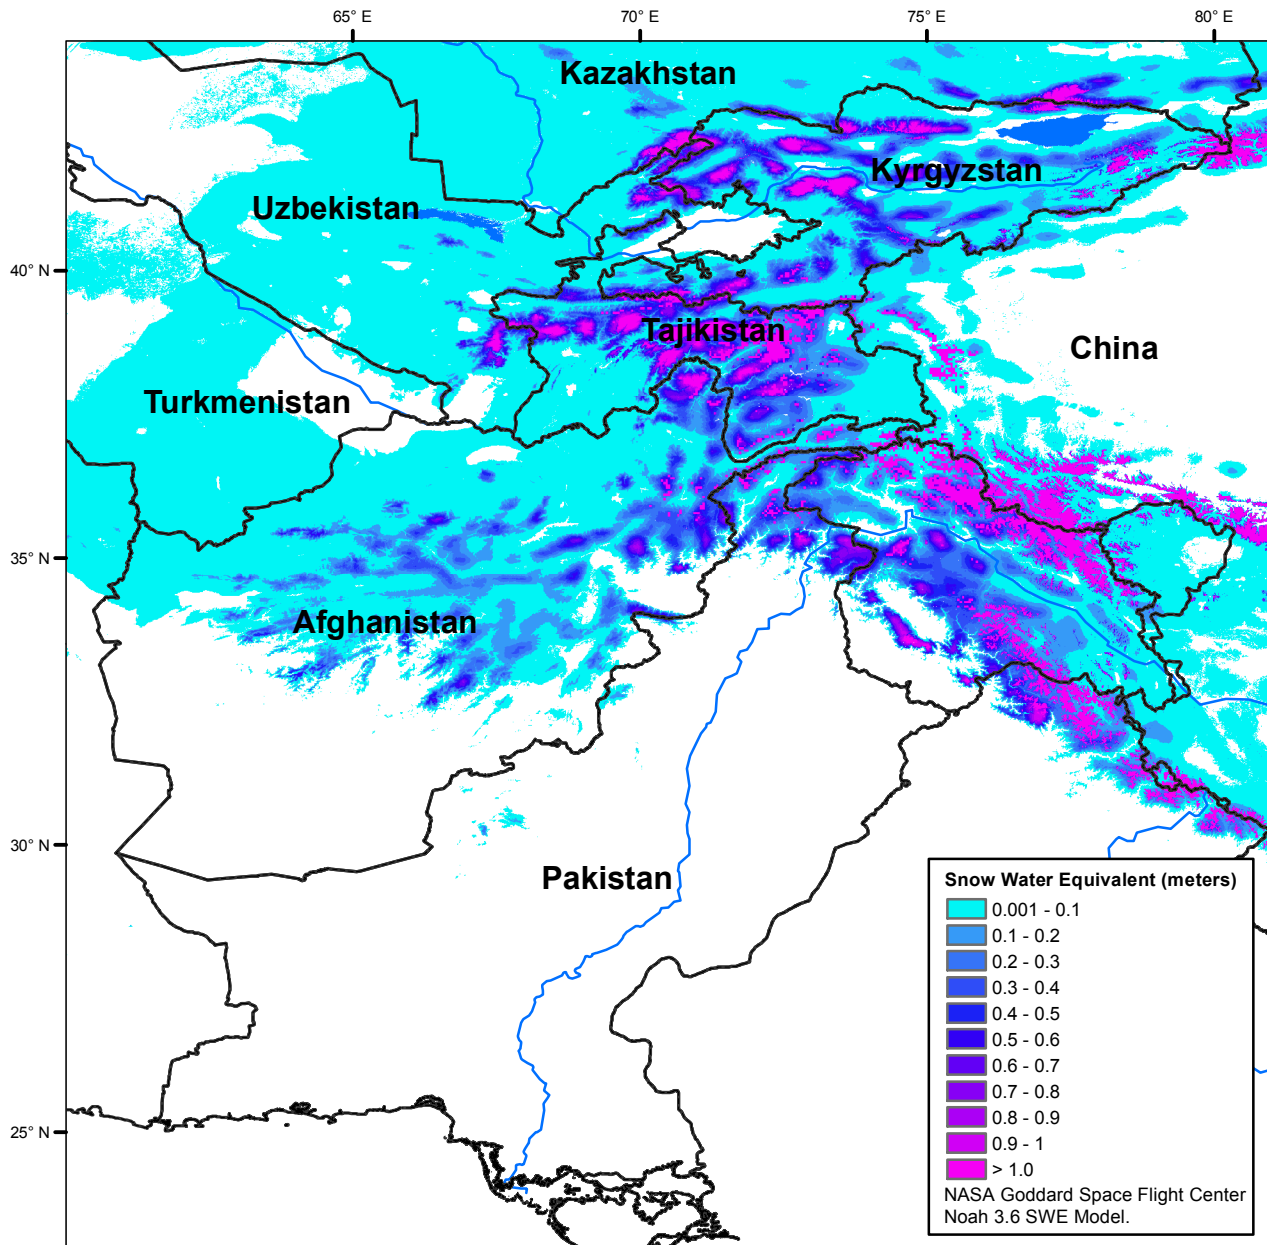 65° E
70° E
75° E
80° E
Kazakhstan
Kyrgyzstan
Uzbekistan
40° N
Tajikistan
China
Turkmenistan
35° N
Afghanistan
30° N
Pakistan
25° N
Snow Water Equivalent (meters)
0.001 - 0.1
0.1 - 0.2
0.2 - 0.3
0.3 - 0.4
0.4 - 0.5
0.5 - 0.6
0.6 - 0.7
0.7 - 0.8
0.8 - 0.9
0.9 - 1
> 1.0
NASA Goddard Space Flight Center
Noah 3.6 SWE Model.